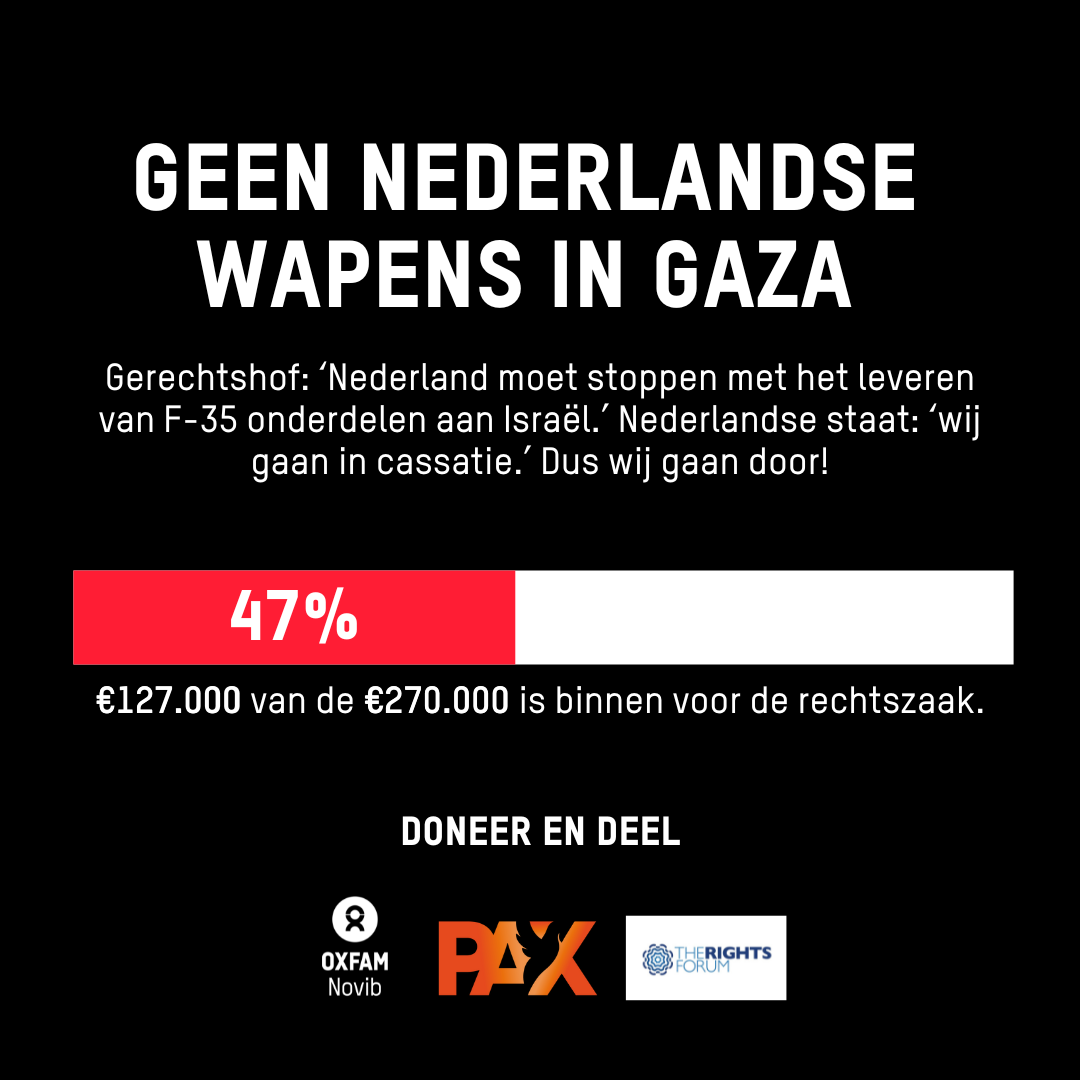 GEEN NEDERLANDSE
WAPENS IN GAZA
Gerechtshof: ‘Nederland moet stoppen met het leveren
van F-35 onderdelen aan Israël.’ Nederlandse staat: ‘wij
gaan in cassatie.’ Dus wij gaan door!
47%
€127.000 van de €270.000 is binnen voor de rechtszaak.
DONEER EN DEEL
OXFAM
Novib
PAX
THERIGHTS
FORUM